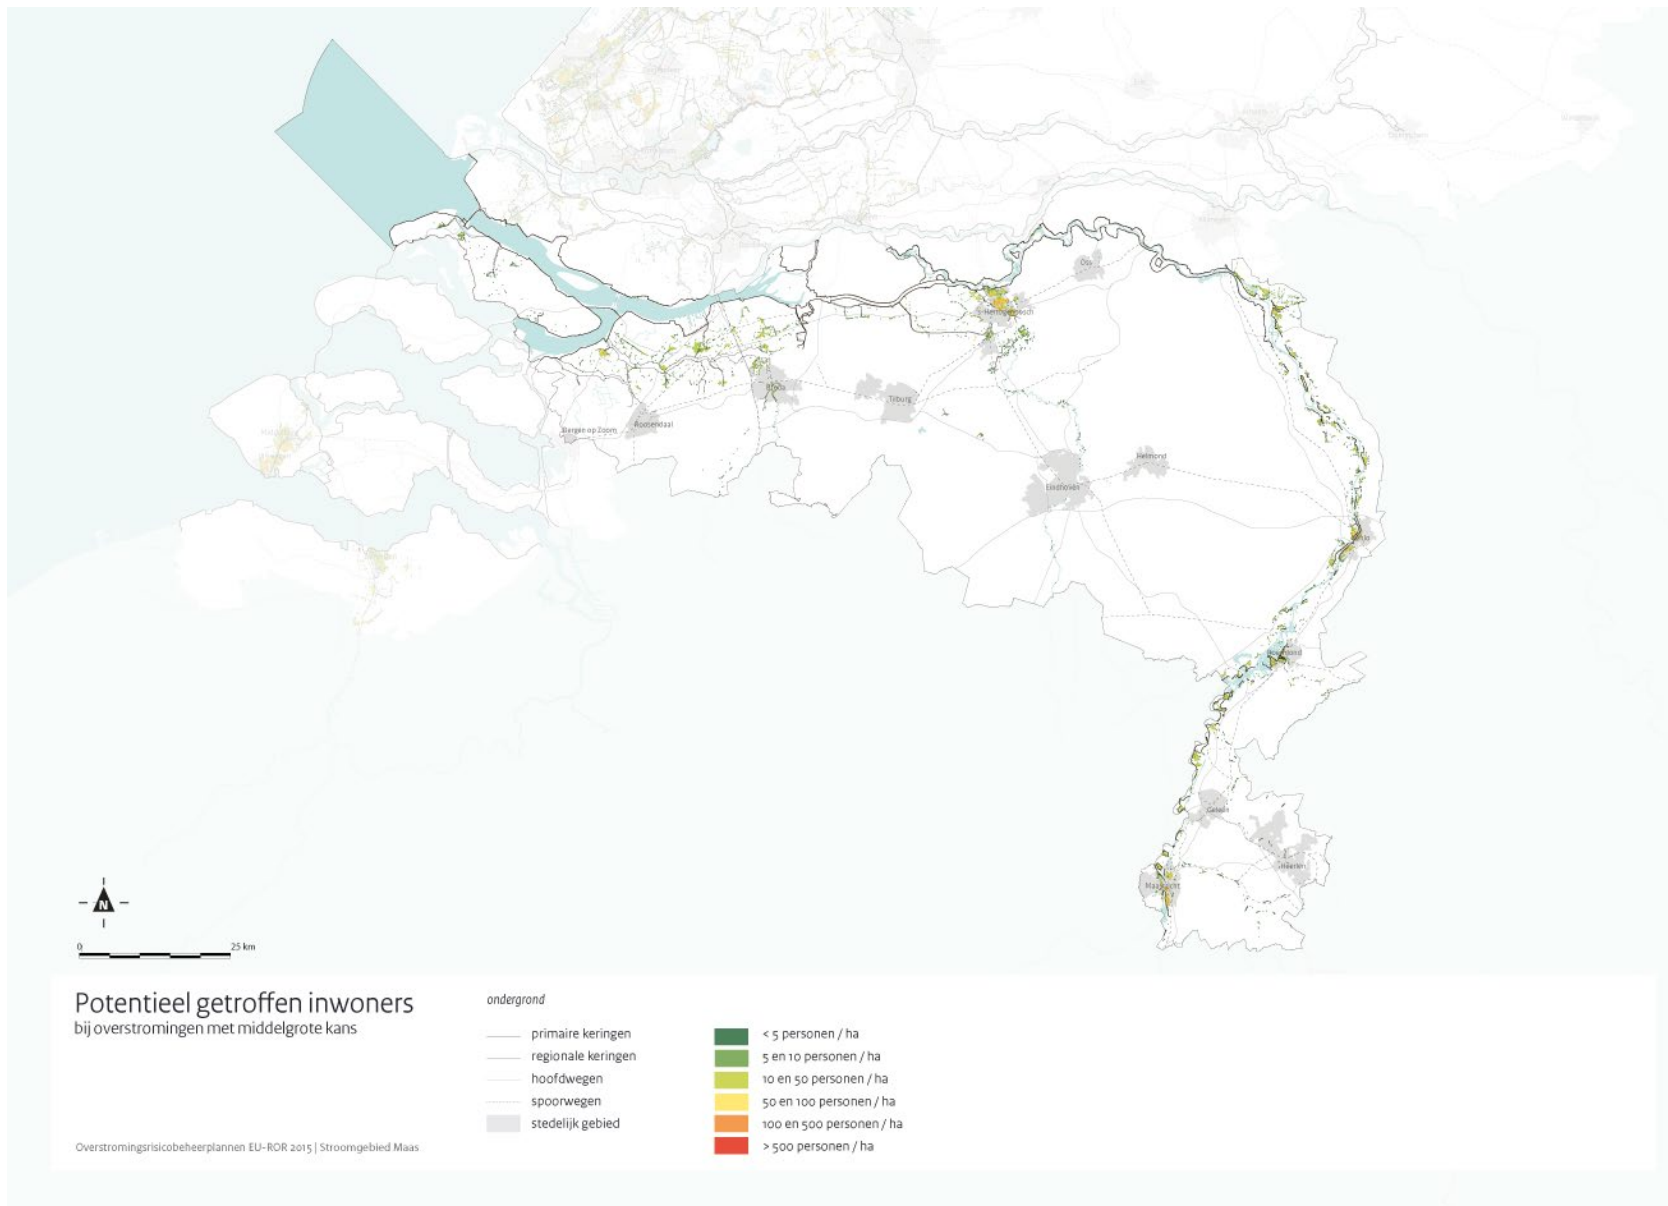 Oss
's-Hertogenbosch
Breda
Tilburg
Roosendaal
Bergen op Zoom
Helmond
Eindhoven
Venlo
Roermond
Geleen
Heerlen
Maastricht
N
0 25 km
Potentieel getroffen inwoners
bij overstromingen met middelgrote kans
ondergrond
primaire keringen
regionale keringen
hoofdwegen
spoorwegen
stedelijk gebied
< 5 personen / ha
5 en 10 personen / ha
10 en 50 personen / ha
50 en 100 personen / ha
100 en 500 personen / ha
> 500 personen / ha
Overstromingsrisicobeheerplannen EU-ROR 2015 | Stroomgebied Maas